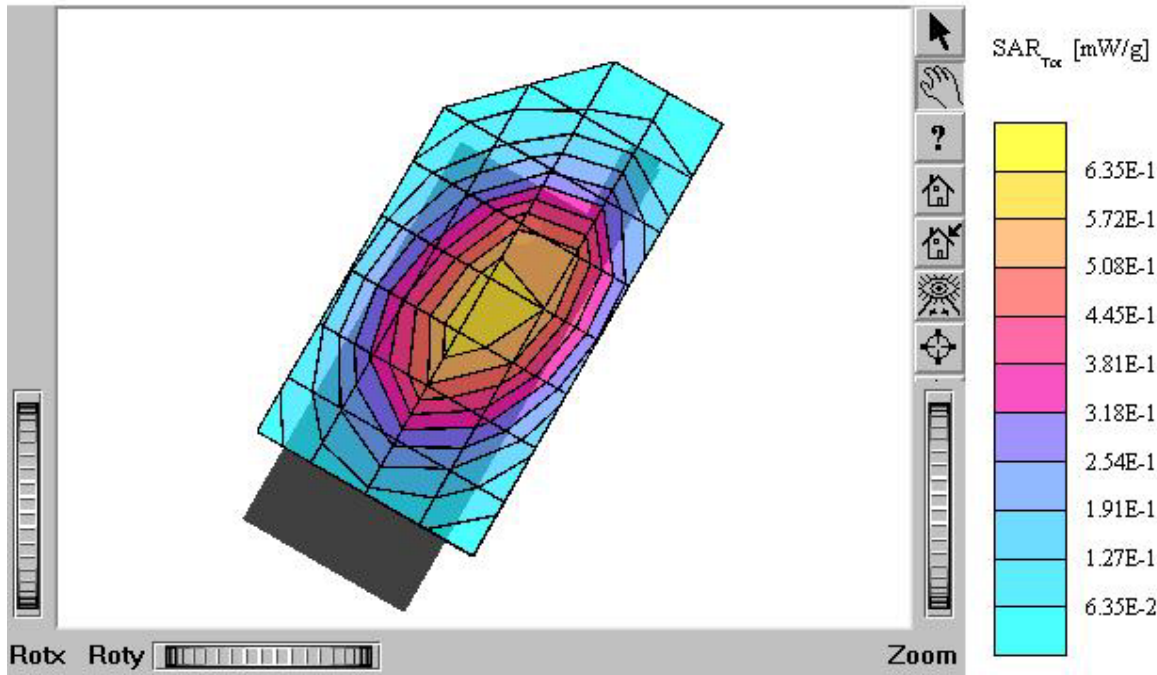 SAR_Tot [mW/g]
?
6.35E-1
5.72E-1
5.08E-1
4.45E-1
3.81E-1
3.18E-1
2.54E-1
1.91E-1
1.27E-1
6.35E-2
Rotx Roty Zoom